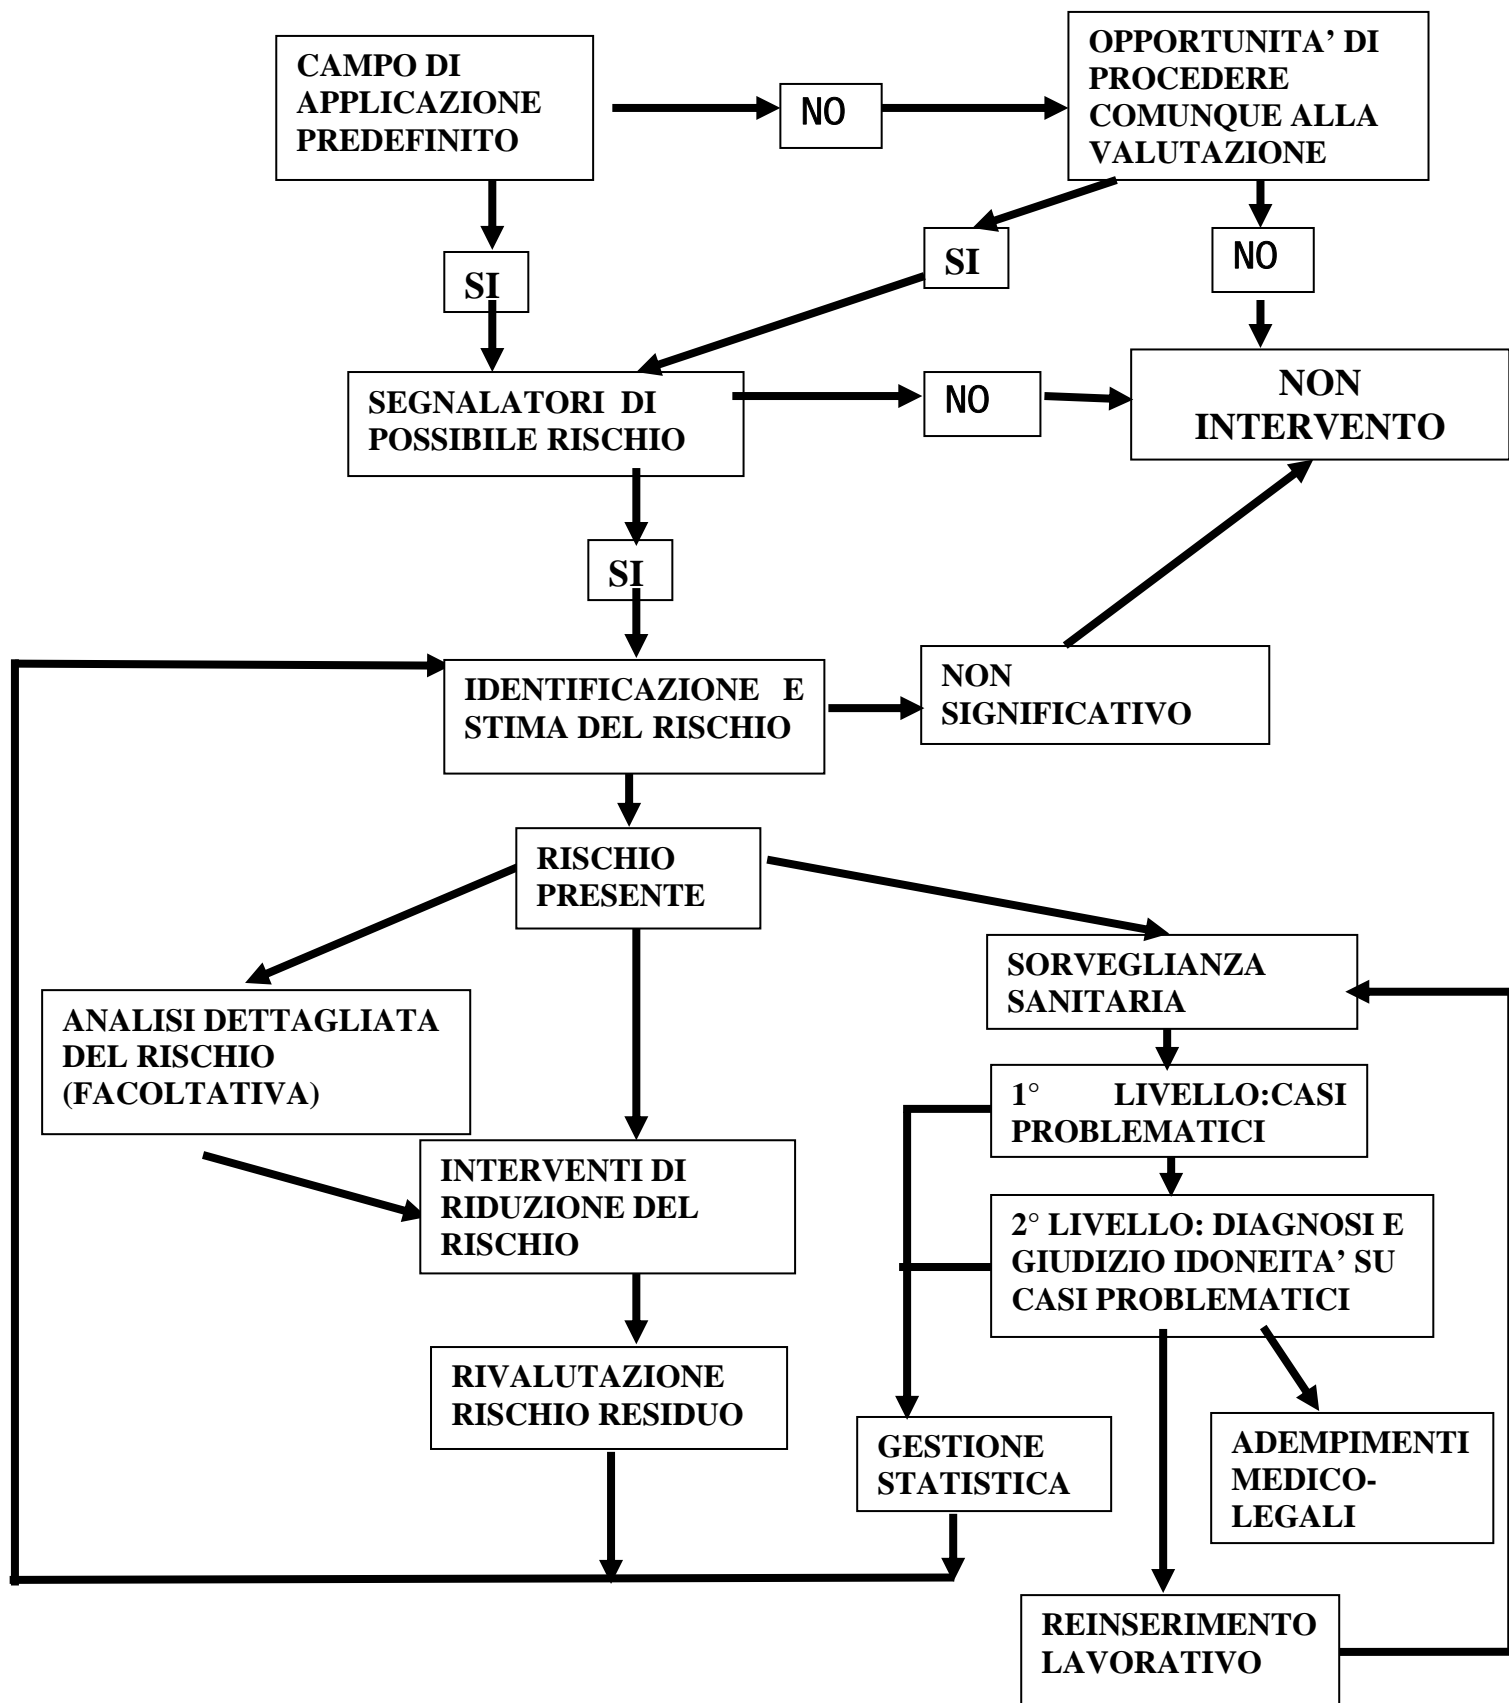 CAMPO DI
APPLICAZIONE
PREDEFINITO
NO
OPPORTUNITA’ DI
PROCEDERE
COMUNQUE ALLA
VALUTAZIONE
SI
SI
NO
SEGNALATORI DI
POSSIBILE RISCHIO
NO
NON
INTERVENTO
SI
IDENTIFICAZIONE E
STIMA DEL RISCHIO
NON
SIGNIFICATIVO
RISCHIO
PRESENTE
ANALISI DETTAGLIATA
DEL RISCHIO
(FACOLTATIVA)
SORVEGLIANZA
SANITARIA
1° LIVELLO:CASI
PROBLEMATICI
INTERVENTI DI
RIDUZIONE DEL
RISCHIO
2° LIVELLO: DIAGNOSI E
GIUDIZIO IDONEITA’ SU
CASI PROBLEMATICI
RIVALUTAZIONE
RISCHIO RESIDUO
GESTIONE
STATISTICA
ADEMPIMENTI
MEDICO-
LEGALI
REINSERIMENTO
LAVORATIVO